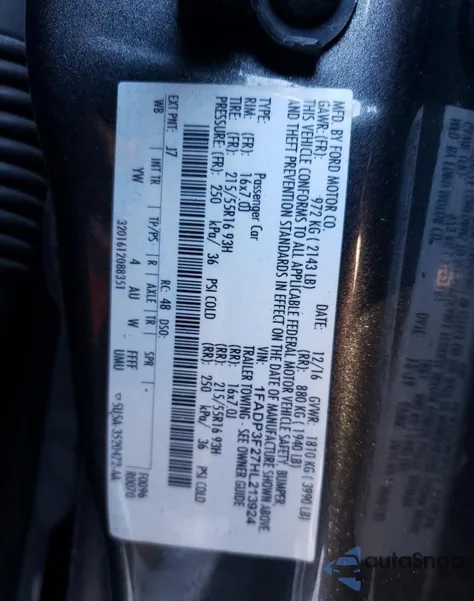 MFD. BY FORD MOTOR CO.
DATE: 12/16 GVWR: 1810 KG ( 3990 LB)
GAWR:(FR): 972 KG ( 2143 LB) (RR): 880 KG ( 1940 LB)
THIS VEHICLE CONFORMS TO ALL APPLICABLE FEDERAL MOTOR VEHICLE SAFETY BUMPER
AND THEFT PREVENTION STANDARDS IN EFFECT ON THE DATE OF MANUFACTURE SHOWN ABOVE
VIN: 1FADP3F27HL213924
TYPE: Passenger Car TRAILER TOWING - SEE OWNER GUIDE
RIM: (FR): 16x7.0J (RR): 16x7.0J
TIRE: (FR): 215/55R16 93H (RR): 215/55R16 93H
PRESSURE: (FR): 250 kPa/ 36 PSI COLD (RR): 250 kPa/ 36 PSI COLD
EXT PNT: J7 RC: 48 DSO:
WB INT TR TP/PS R AXLE TR SPR
YW 4 AU W FFFF UMU
3201612088351
F0096
F0070
autoSnap